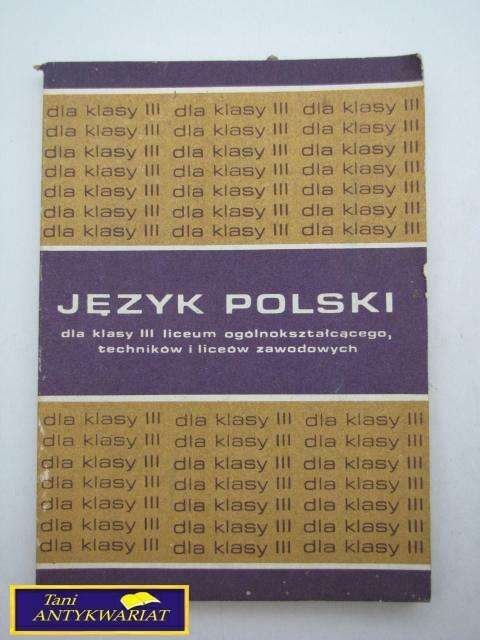 dla klasy III dla klasy III dla klasy III
dla klasy III dla klasy III dla klasy III
dla klasy III dla klasy III dla klasy III
dla klasy III dla klasy III dla klasy III
dla klasy III dla klasy III dla klasy III
dla klasy III dla klasy III dla klasy III
dla klasy III dla klasy III dla klasy III
JĘZYK POLSKI
dla klasy III liceum ogólnokształcącego,
techników i liceów zawodowych
dla klasy III dla klasy III dla klasy III
dla klasy III dla klasy III dla klasy III
dla klasy III dla klasy III dla klasy III
dla klasy III dla klasy III dla klasy III
dla klasy III dla klasy III dla klasy III
dla klasy III dla klasy III dla klasy III
dla klasy III dla klasy III dla klasy III
Tani
ANTYKWARIAT